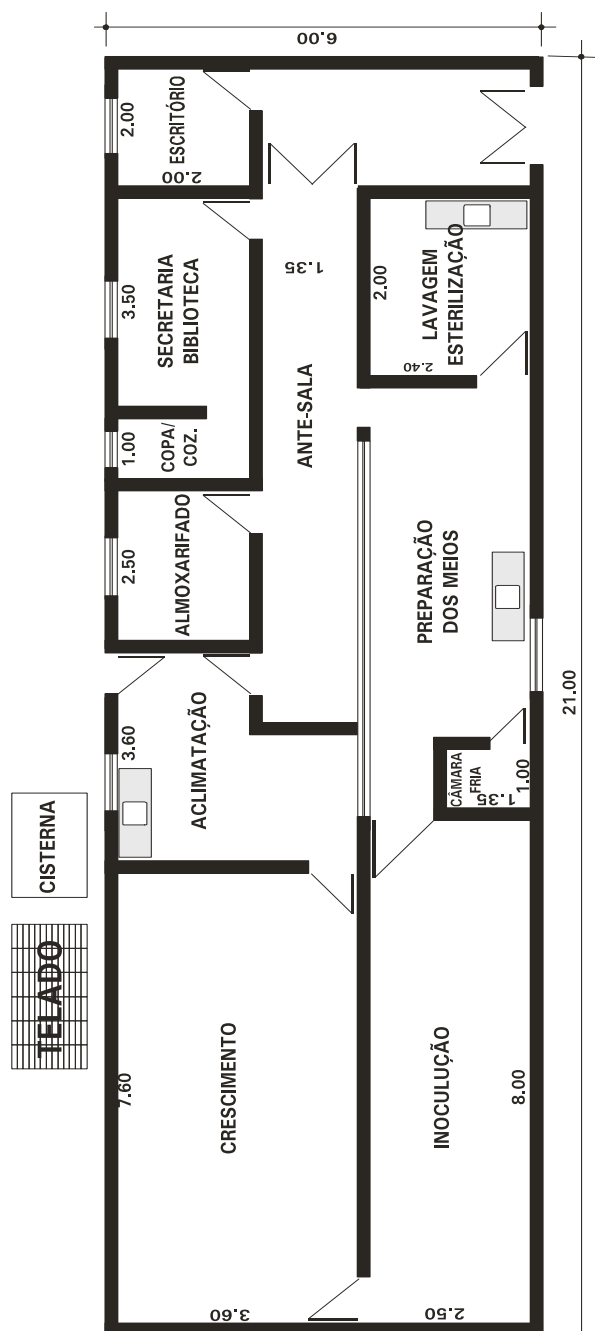 6.00
2.00
ESCRITÓRIO
2.00
3.50
SECRETARIA
BIBLIOTECA
1.35
2.00
LAVAGEM
ESTERILIZAÇÃO
2.40
1.00
COPA/
COZ.
ANTE-SALA
2.50
ALMOXARIFADO
PREPARAÇÃO
DOS MEIOS
21.00
3.60
ACLIMATAÇÃO
CÂMARA
FRIA
1.35
1.00
CISTERNA
TELADO
7.60
CRESCIMENTO
INOCULUÇÃO
8.00
3.60
2.50